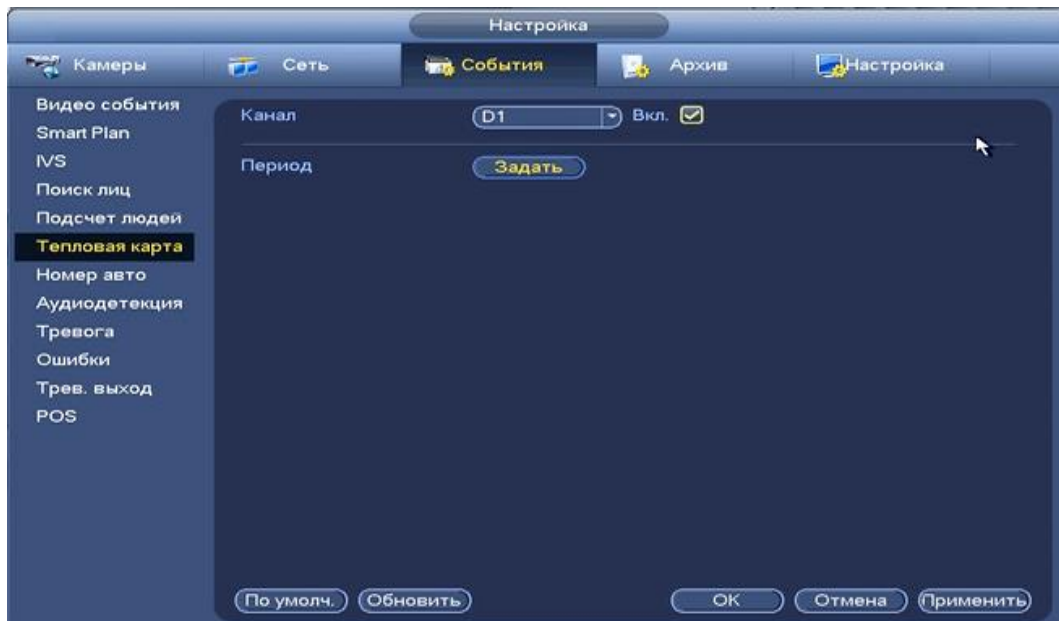 Настройка
Камеры Сеть События Архив Настройка
Видео события
Smart Plan
IVS
Поиск лиц
Подсчет людей
Тепловая карта
Номер авто
Аудиодетекция
Тревога
Ошибки
Трев. выход
POS
Канал D1 Вкл.
Период Задать
По умолч. Обновить OK Отмена Применить